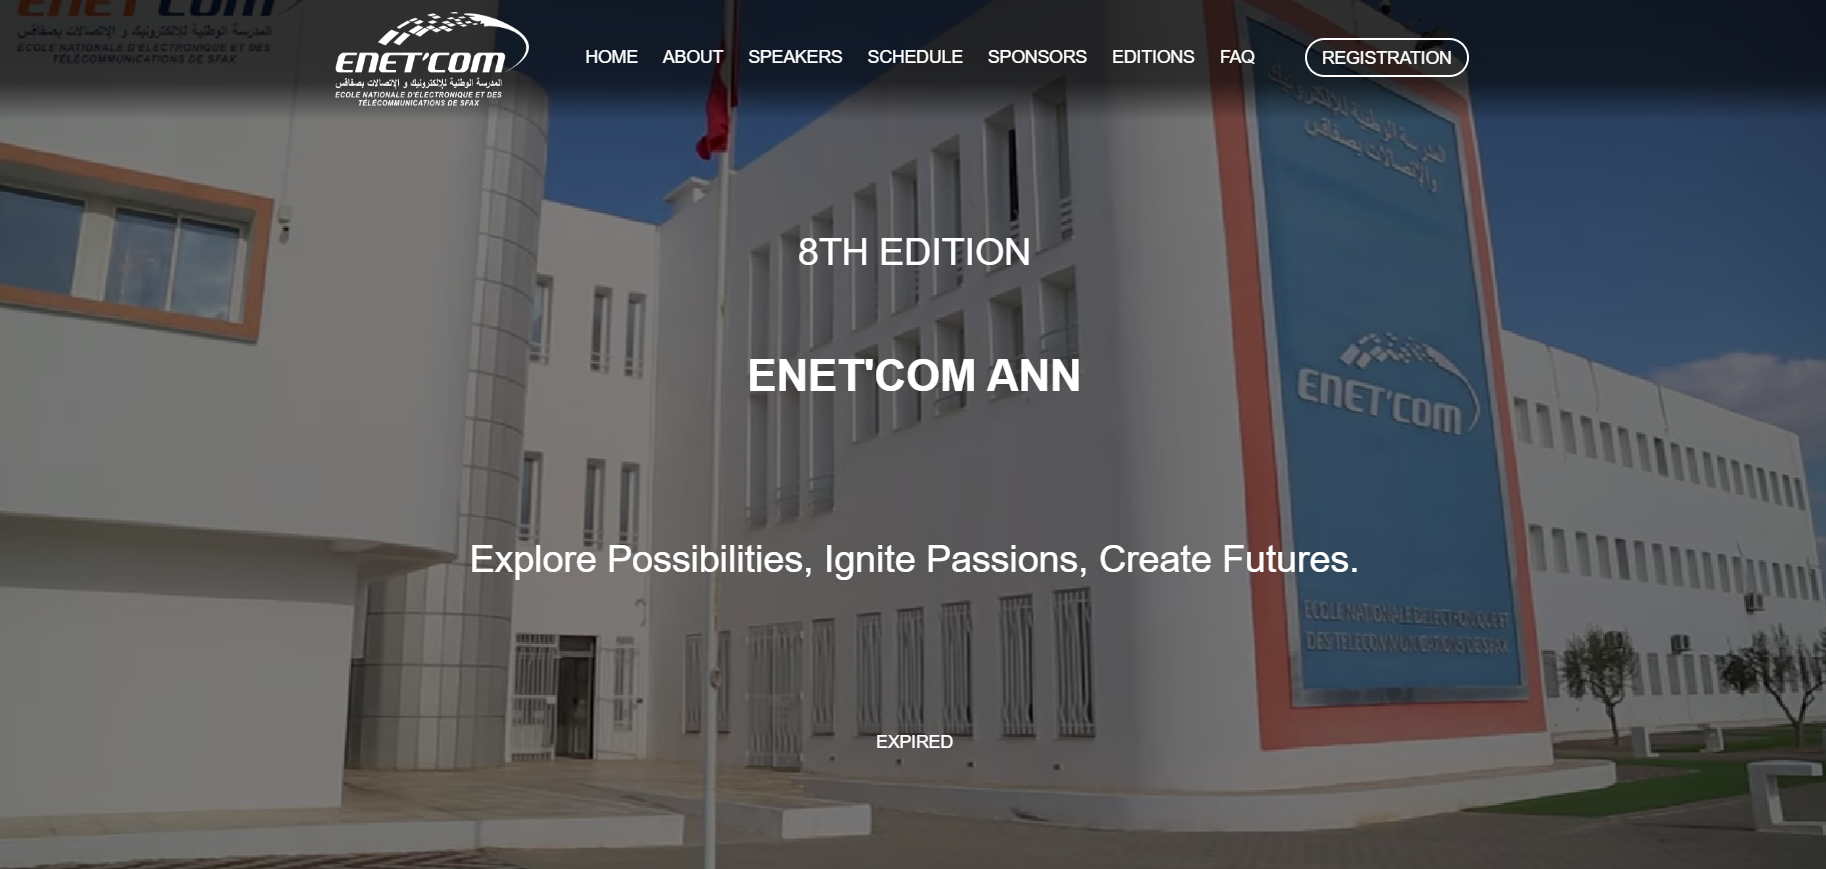 ENET'COM
المدرسة الوطنية للإلكترونيك و الإتصالات بصفاقس
ECOLE NATIONALE D'ELECTRONIQUE ET DES
TÉLÉCOMMUNICATIONS DE SFAX
ENET'COM
المدرسة الوطنية للإلكترونيك و الإتصالات بصفاقس
ECOLE NATIONALE D'ELECTRONIQUE ET DES
TÉLÉCOMMUNICATIONS DE SFAX
HOME ABOUT SPEAKERS SCHEDULE SPONSORS EDITIONS FAQ REGISTRATION
المدرسة الوطنية للإلكترونيك
والإتصالات بصفاقس
8TH EDITION
ENET'COM ANN
ENET'COM
Explore Possibilities, Ignite Passions, Create Futures.
ECOLE NATIONALE DELECTRONIQUE ET
DES TELECOMMUNICATIONS DE SFAX
EXPIRED